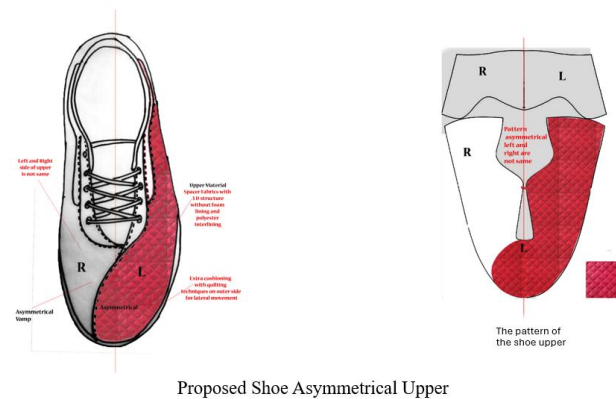 Left and Right
side of upper
is not same
Upper Material
Spacer Fabrics with
3D structure
without foam
lining and
polyester
interlining
R
L
Extra cushioning
with quilting
techniques on outer side
for lateral movement
Asymmetrical
Vamp
Asymmetrical
R
L
Pattern
asymmetrical
left and
right are
not same
R
L
The pattern of
the shoe upper
Proposed Shoe Asymmetrical Upper